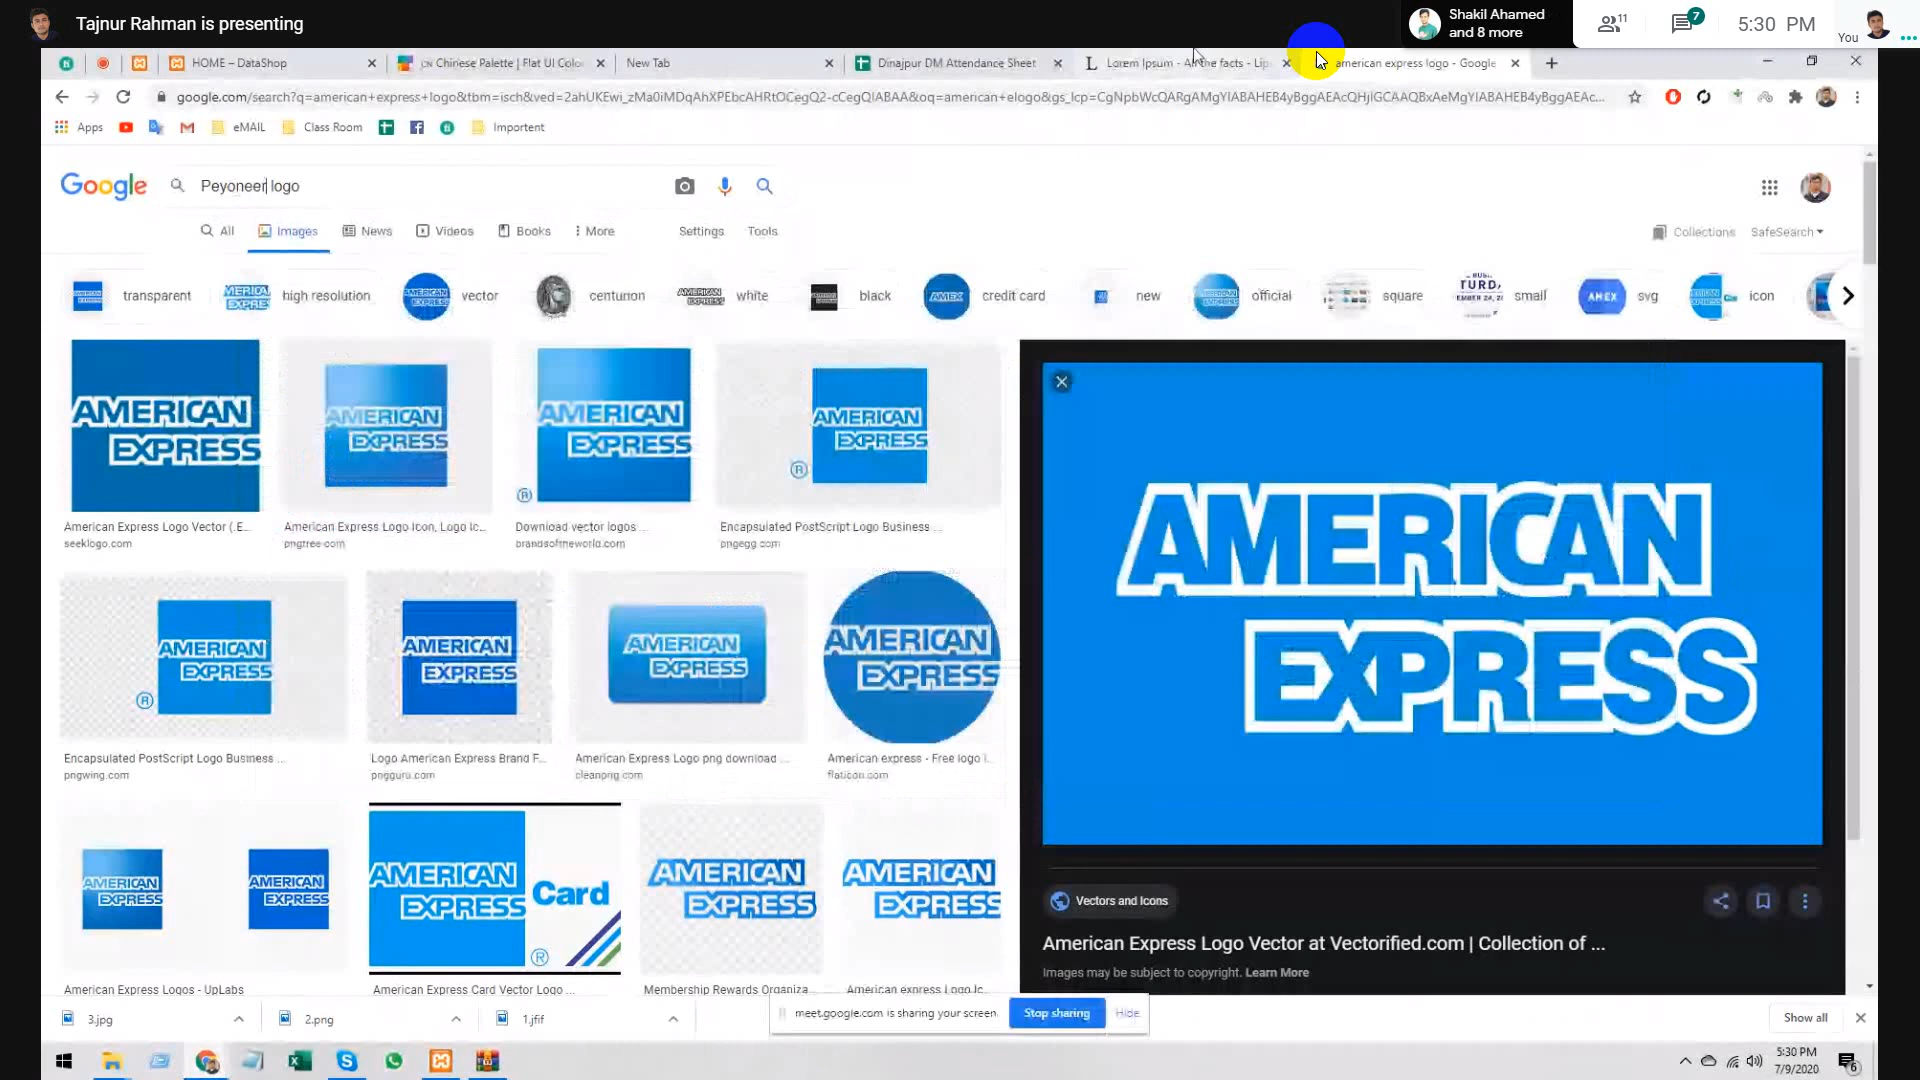 Tajnur Rahman is presenting
Shakil Ahamed
and 8 more
11
7
5:30 PM
You
HOME – DataShop
CN Chinese Palette | Flat UI Colo
New Tab
Dinajpur DM Attendance Sheet
Lorem Ipsum - All the facts - Lip
american express logo - Google
google.com/search?q=american+express+logo&tbm=isch&ved=2ahUKEwi_zMa0iMDqAhXPEbcAHRtOCegQ2-cCegQIABAA&oq=american+elogo&gs_lcp=CgNpbWcQARgAMgYIABAHEB4yBggAEAcQHjIGCAAQBxAeMgYIABAHEB4yBggAEAc...
Apps
eMAIL
Class Room
Importent
Google
Peyoneer logo
All
Images
News
Videos
Books
More
Settings
Tools
Collections
SafeSearch
transparent
high resolution
vector
centurion
white
black
credit card
new
official
square
small
svg
icon
AMERICAN
EXPRESS
American Express Logo Vector (.E...
seeklogo.com
American Express Logo Icon, Logo Ic...
pngtree.com
Download vector logos ...
brandsoftheworld.com
Encapsulated PostScript Logo Business ...
pngegg.com
Encapsulated PostScript Logo Business ...
pngwing.com
Logo American Express Brand F...
pngguru.com
American Express Logo png download ...
cleanpng.com
American express - Free logo i...
flaticon.com
AMERICAN
EXPRESS
Card
American Express Logos - UpLabs
American Express Card Vector Logo ...
Membership Rewards Organiza...
American express Logo Ic...
Vectors and Icons
American Express Logo Vector at Vectorified.com | Collection of ...
Images may be subject to copyright. Learn More
3.jpg
2.png
1.jfif
meet.google.com is sharing your screen.
Stop sharing
Hide
Show all
5:30 PM
7/9/2020
6